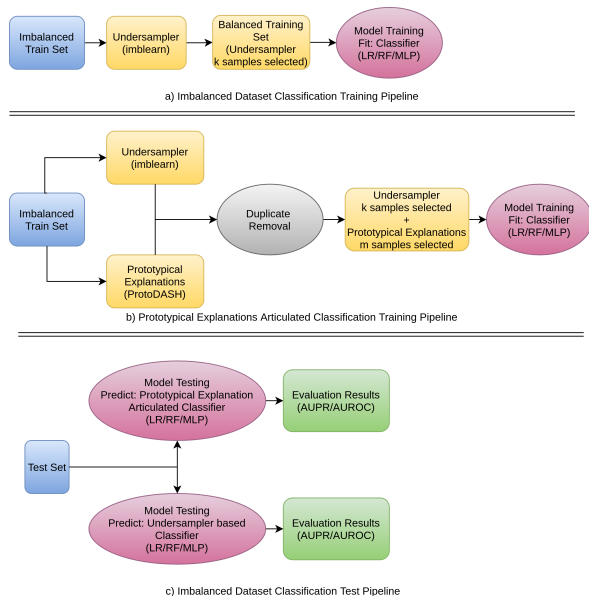 Imbalanced
Train Set
Undersampler
(imblearn)
Balanced Training
Set
(Undersampler
k samples selected)
Model Training
Fit: Classifier
(LR/RF/MLP)
a) Imbalanced Dataset Classification Training Pipeline
Undersampler
(imblearn)
Imbalanced
Train Set
Duplicate
Removal
Undersampler
k samples selected
+
Prototypical Explanations
m samples selected
Model Training
Fit: Classifier
(LR/RF/MLP)
Prototypical
Explanations
(ProtoDASH)
b) Prototypical Explanations Articulated Classification Training Pipeline
Model Testing
Predict: Prototypical Explanation
Articulated Classifier
(LR/RF/MLP)
Evaluation Results
(AUPR/AUROC)
Test Set
Model Testing
Predict: Undersampler based
Classifier
(LR/RF/MLP)
Evaluation Results
(AUPR/AUROC)
c) Imbalanced Dataset Classification Test Pipeline